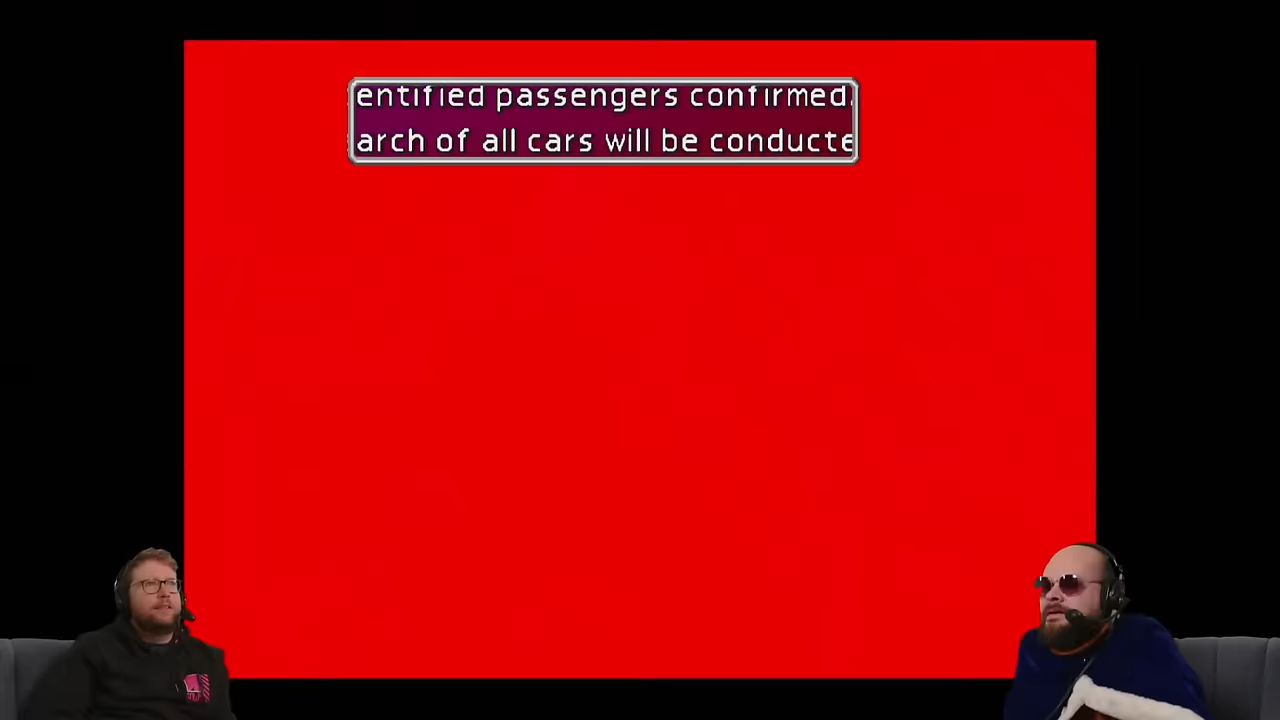 entified passengers confirmed.
arch of all cars will be conducte